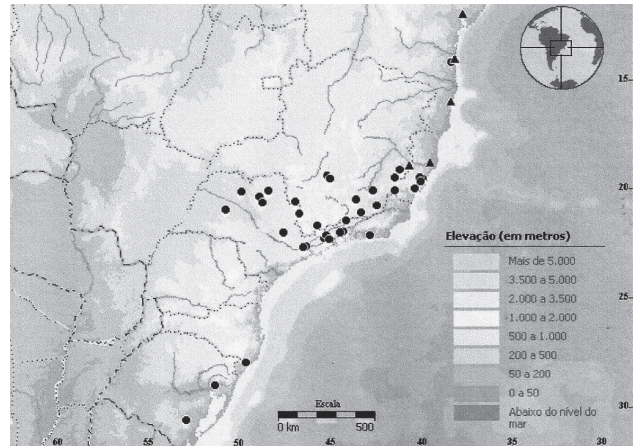 15
20
25
30
Elevação (em metros)
Mais de 5.000
3.500 a 5.000
2.000 a 3.500
1.000 a 2.000
500 a 1.000
200 a 500
50 a 200
0 a 50
Abaixo do nível do
mar
Escala
0 km 500
60 55 50 45 40 35 30